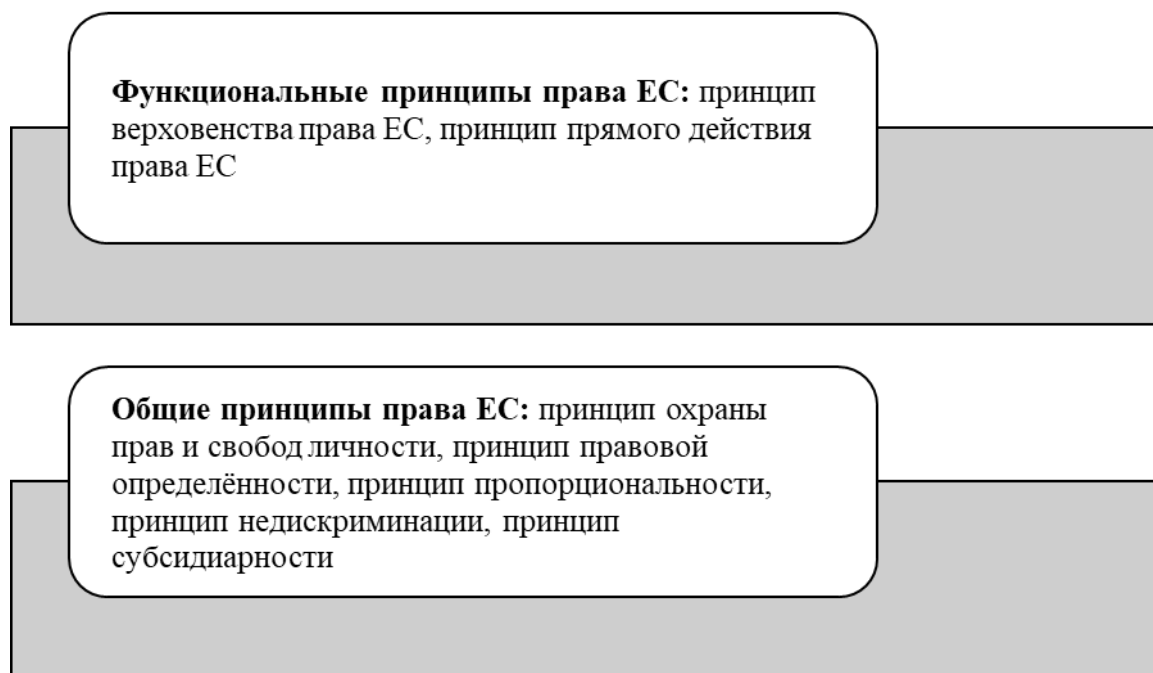 Функциональные принципы права ЕС: принцип
верховенства права ЕС, принцип прямого действия
права ЕС
Общие принципы права ЕС: принцип охраны
прав и свобод личности, принцип правовой
определённости, принцип пропорциональности,
принцип недискриминации, принцип
субсидиарности